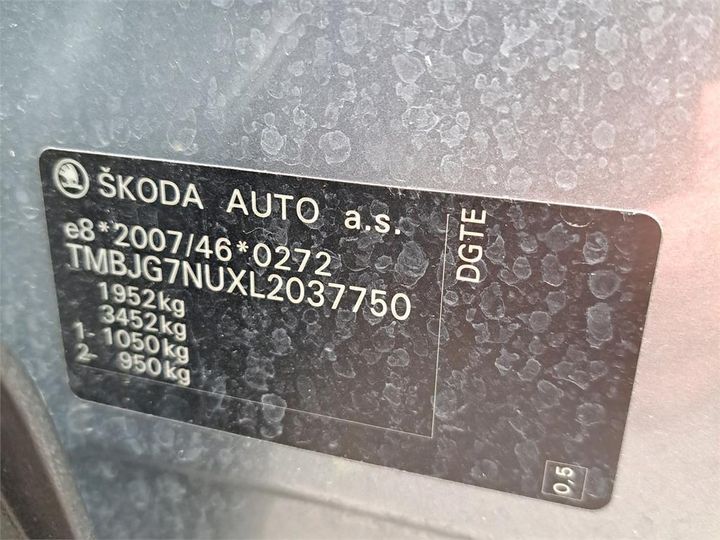 ŠKODA AUTO a.s.
e8*2007/46*0272
TMBJG7NUXL2037750
1952kg
3452kg
1-1050kg
2- 950kg
DGTE
0,5